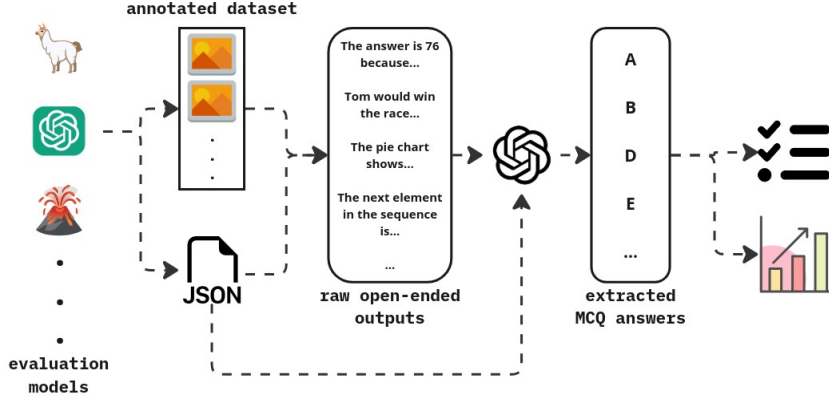 annotated dataset
The answer is 76
because...
Tom would win
the race...
The pie chart
shows...
The next element
in the sequence
is...
...
A
B
D
E
...
JSON
raw open-ended
outputs
extracted
MCQ answers
evaluation
models